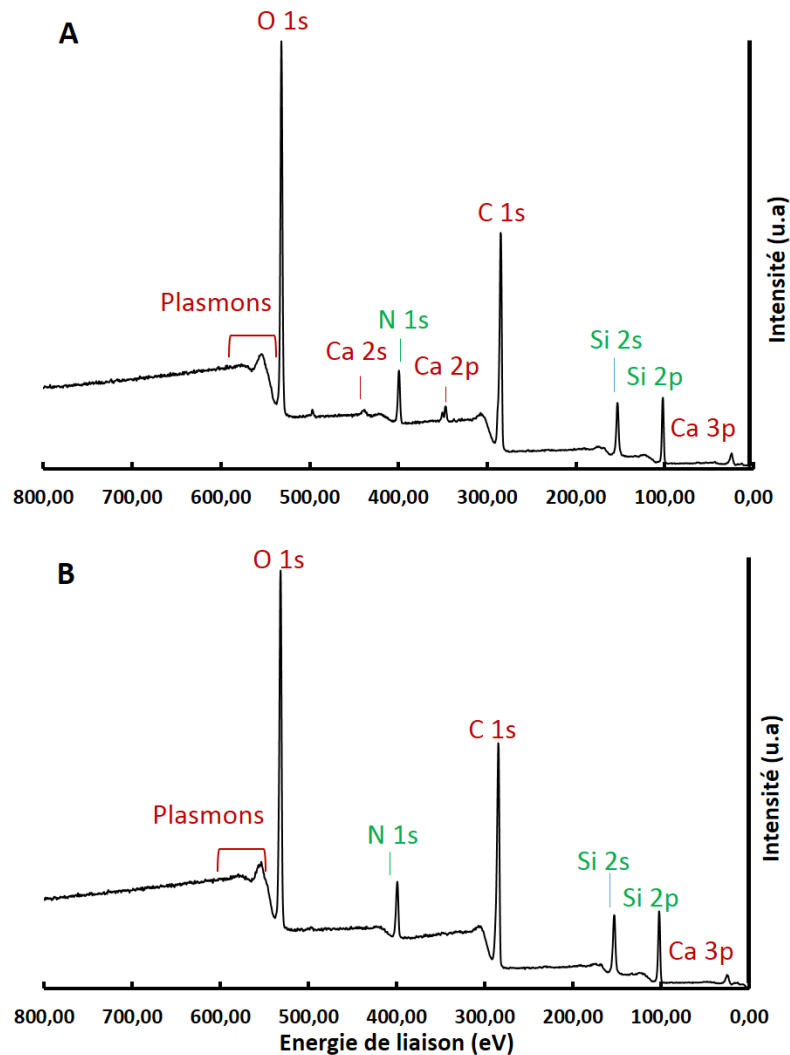 A
O 1s
C 1s
Plasmons
N 1s
Ca 2s
Ca 2p
Si 2s
Si 2p
Ca 3p
Intensité (u.a)
800,00 700,00 600,00 500,00 400,00 300,00 200,00 100,00 0,00
B
O 1s
C 1s
Plasmons
N 1s
Si 2s
Si 2p
Ca 3p
Intensité (u.a)
800,00 700,00 600,00 500,00 400,00 300,00 200,00 100,00 0,00
Energie de liaison (eV)